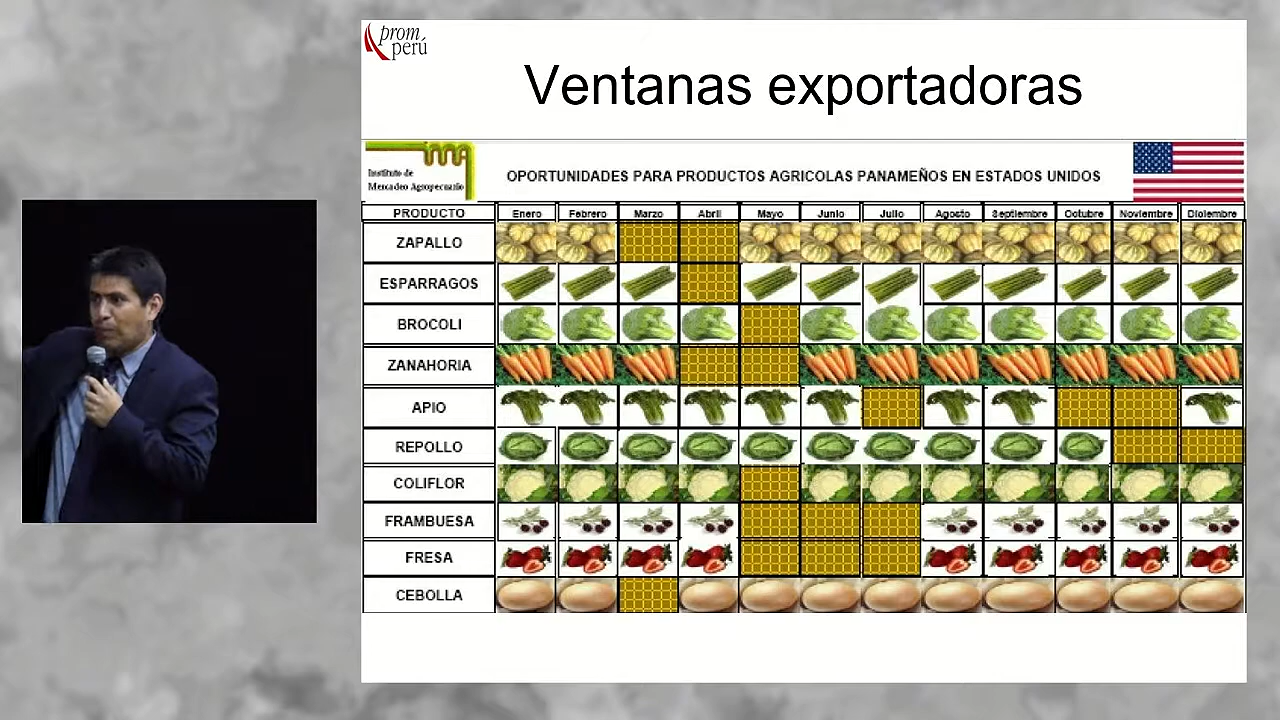 prom
perú
Ventanas exportadoras
Instituto de
Mercadeo Agropecuario
OPORTUNIDADES PARA PRODUCTOS AGRICOLAS PANAMEÑOS EN ESTADOS UNIDOS
PRODUCTO Enero Febrero Marzo Abril Mayo Junio Julio Agosto Septiembre Octubre Noviembre Diciembre
ZAPALLO
ESPARRAGOS
BROCOLI
ZANAHORIA
APIO
REPOLLO
COLIFLOR
FRAMBUESA
FRESA
CEBOLLA